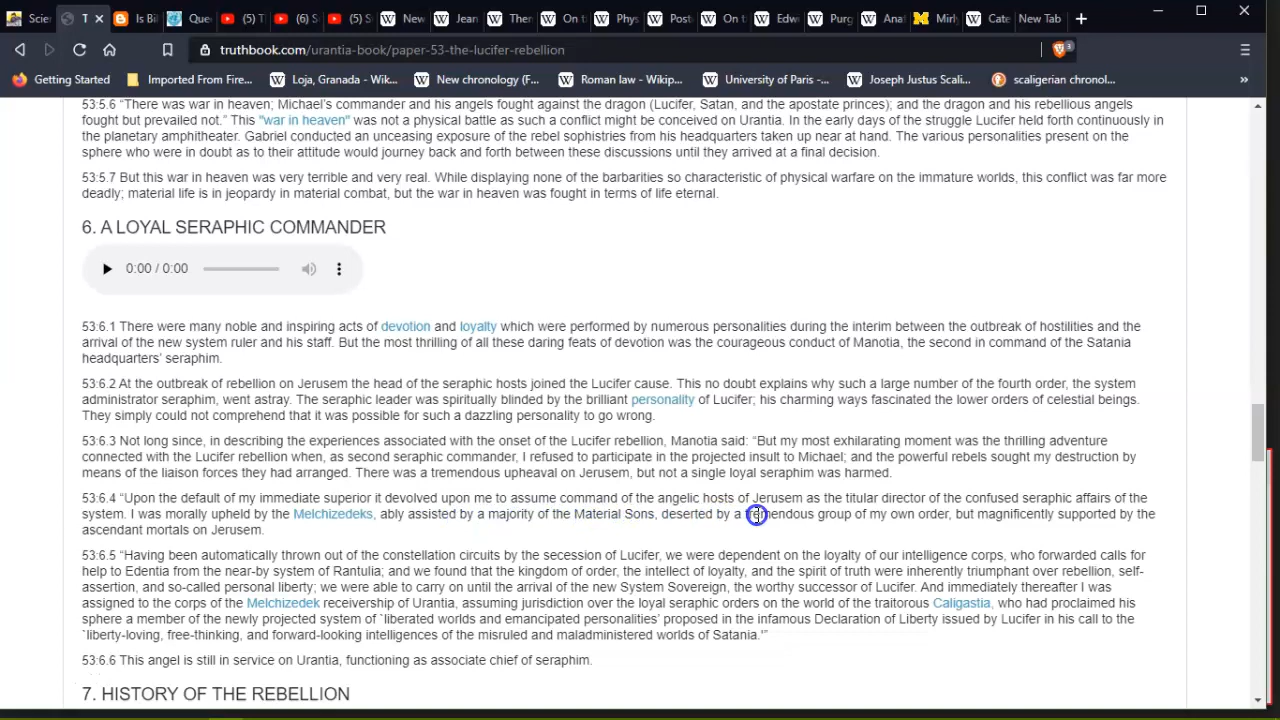 Scie
T
Is Bi
Que
(5) T
(6) S
(5) S
New
Jean
Ther
On t
Phys
Post-
On t
Edw
Purg
Anal
Mirly
Cate
New Tab
truthbook.com/urantia-book/paper-53-the-lucifer-rebellion
3
Getting Started
Imported From Fire...
Loja, Granada - Wik...
New chronology (F...
Roman law - Wikip...
University of Paris -...
Joseph Justus Scali...
scaligerian chronol...
53:5.6 “There was war in heaven; Michael’s commander and his angels fought against the dragon (Lucifer, Satan, and the apostate princes); and the dragon and his rebellious angels
fought but prevailed not.” This "war in heaven" was not a physical battle as such a conflict might be conceived on Urantia. In the early days of the struggle Lucifer held forth continuously in
the planetary amphitheater. Gabriel conducted an unceasing exposure of the rebel sophistries from his headquarters taken up near at hand. The various personalities present on the
sphere who were in doubt as to their attitude would journey back and forth between these discussions until they arrived at a final decision.
53:5.7 But this war in heaven was very terrible and very real. While displaying none of the barbarities so characteristic of physical warfare on the immature worlds, this conflict was far more
deadly; material life is in jeopardy in material combat, but the war in heaven was fought in terms of life eternal.
6. A LOYAL SERAPHIC COMMANDER
0:00 / 0:00
53:6.1 There were many noble and inspiring acts of devotion and loyalty which were performed by numerous personalities during the interim between the outbreak of hostilities and the
arrival of the new system ruler and his staff. But the most thrilling of all these daring feats of devotion was the courageous conduct of Manotia, the second in command of the Satania
headquarters’ seraphim.
53:6.2 At the outbreak of rebellion on Jerusem the head of the seraphic hosts joined the Lucifer cause. This no doubt explains why such a large number of the fourth order, the system
administrator seraphim, went astray. The seraphic leader was spiritually blinded by the brilliant personality of Lucifer; his charming ways fascinated the lower orders of celestial beings.
They simply could not comprehend that it was possible for such a dazzling personality to go wrong.
53:6.3 Not long since, in describing the experiences associated with the onset of the Lucifer rebellion, Manotia said: “But my most exhilarating moment was the thrilling adventure
connected with the Lucifer rebellion when, as second seraphic commander, I refused to participate in the projected insult to Michael; and the powerful rebels sought my destruction by
means of the liaison forces they had arranged. There was a tremendous upheaval on Jerusem, but not a single loyal seraphim was harmed.
53:6.4 “Upon the default of my immediate superior it devolved upon me to assume command of the angelic hosts of Jerusem as the titular director of the confused seraphic affairs of the
system. I was morally upheld by the Melchizedeks, ably assisted by a majority of the Material Sons, deserted by a tremendous group of my own order, but magnificently supported by the
ascendant mortals on Jerusem.
53:6.5 “Having been automatically thrown out of the constellation circuits by the secession of Lucifer, we were dependent on the loyalty of our intelligence corps, who forwarded calls for
help to Edentia from the near-by system of Rantulia; and we found that the kingdom of order, the intellect of loyalty, and the spirit of truth were inherently triumphant over rebellion, self-
assertion, and so-called personal liberty; we were able to carry on until the arrival of the new System Sovereign, the worthy successor of Lucifer. And immediately thereafter I was
assigned to the corps of the Melchizedek receivership of Urantia, assuming jurisdiction over the loyal seraphic orders on the world of the traitorous Caligastia, who had proclaimed his
sphere a member of the newly projected system of `liberated worlds and emancipated personalities’ proposed in the infamous Declaration of Liberty issued by Lucifer in his call to the
`liberty-loving, free-thinking, and forward-looking intelligences of the misruled and maladministered worlds of Satania.’”
53:6.6 This angel is still in service on Urantia, functioning as associate chief of seraphim.
7. HISTORY OF THE REBELLION